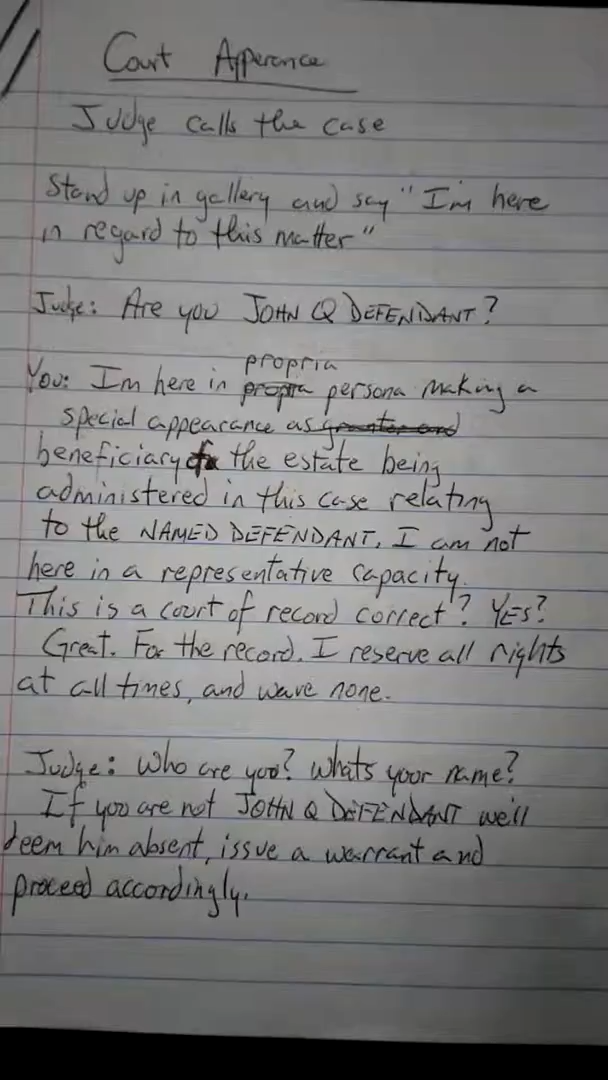 Court Apperance
Judge calls the case
Stand up in gallery and say "I'm here
in regard to this matter"
Judge: Are you JOHN Q DEFENDANT?
propria
You: I'm here in propra persona making a
special appearance as grantor and
beneficiary of the estate being
administered in this case relating
to the NAMED DEFENDANT. I am not
here in a representative capacity.
This is a court of record correct? YES?
Great. For the record, I reserve all rights
at all times, and wave none.
Judge: Who are you? Whats your name?
If you are not JOHN Q DEFENDANT we'll
deem him absent, issue a warrant and
proceed accordingly.